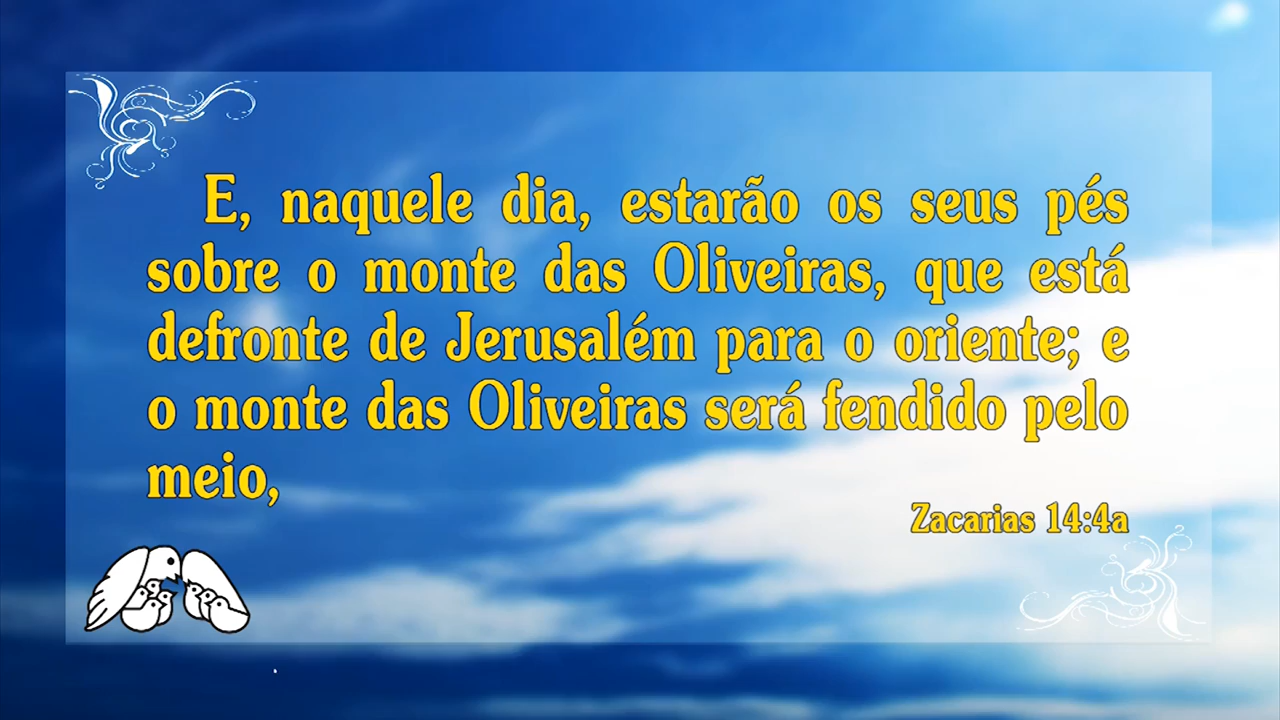 E, naquele dia, estarão os seus pés
sobre o monte das Oliveiras, que está
defronte de Jerusalém para o oriente; e
o monte das Oliveiras será fendido pelo
meio,
Zacarias 14:4a